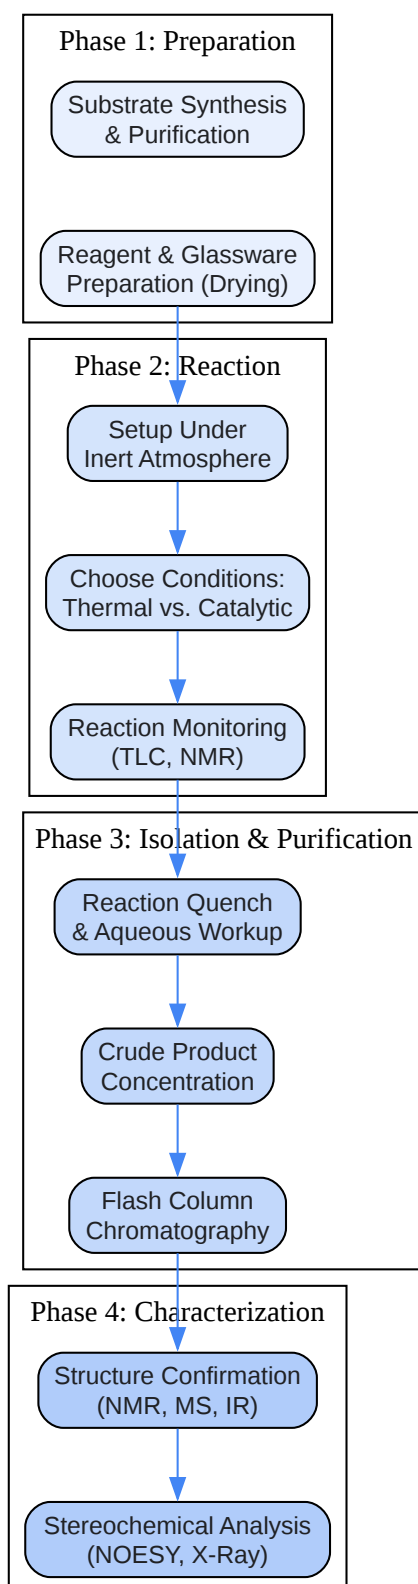 Phase 1: Preparation
Substrate Synthesis
& Purification
Reagent & Glassware
Preparation (Drying)
Phase 2: Reaction
Setup Under
Inert Atmosphere
Choose Conditions:
Thermal vs. Catalytic
Reaction Monitoring
(TLC, NMR)
Phase 3: Isolation & Purification
Reaction Quench
& Aqueous Workup
Crude Product
Concentration
Flash Column
Chromatography
Phase 4: Characterization
Structure Confirmation
(NMR, MS, IR)
Stereochemical Analysis
(NOESY, X-Ray)